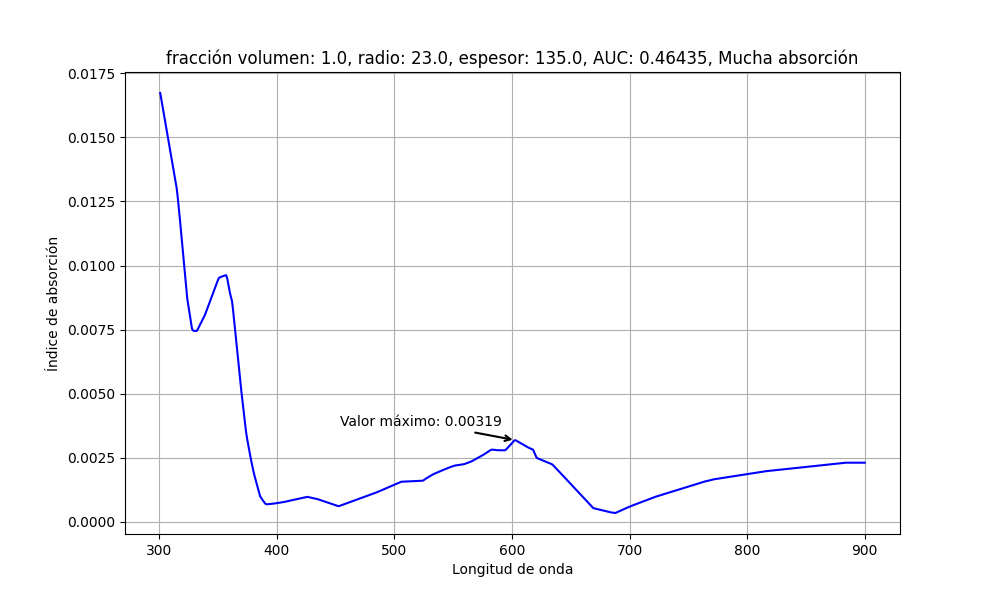 fracción volumen: 1.0, radio: 23.0, espesor: 135.0, AUC: 0.46435, Mucha absorción
0.0175
0.0150
0.0125
0.0100
0.0075
0.0050
0.0025
0.0000
Índice de absorción
Valor máximo: 0.00319
300 400 500 600 700 800 900
Longitud de onda